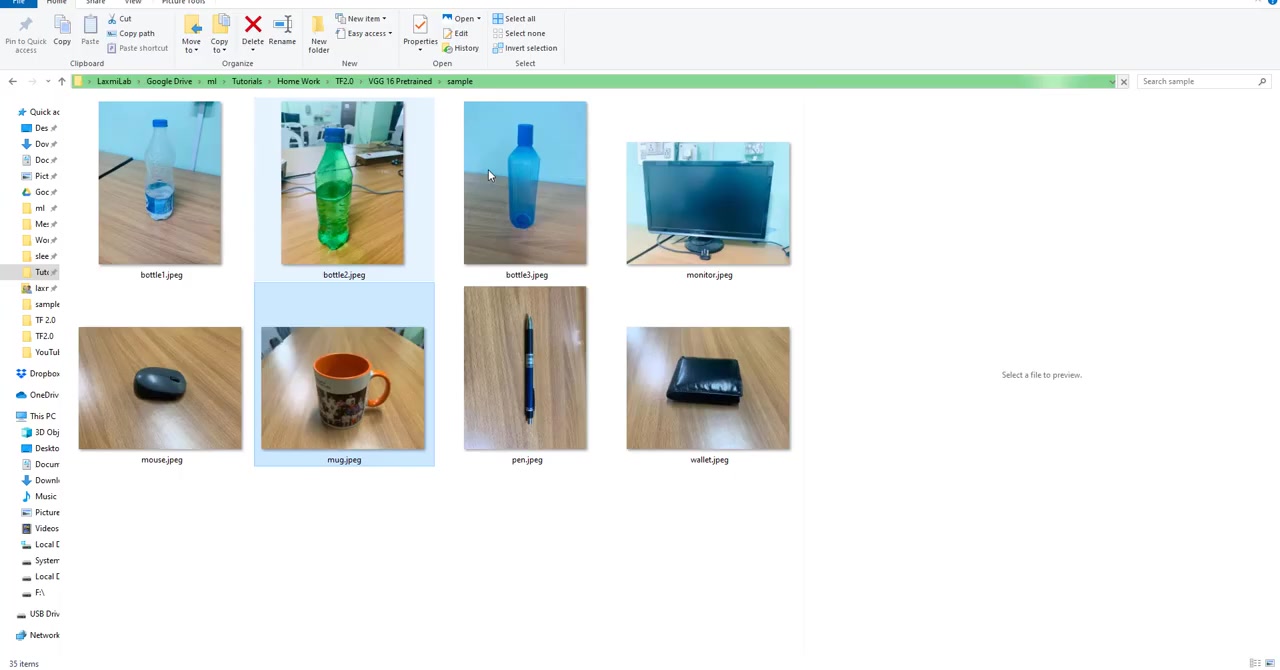 File Home Share View Picture Tools
Pin to Quick access
Copy
Paste
Cut
Copy path
Paste shortcut
Clipboard
Move to
Copy to
Delete
Rename
Organize
New folder
New item
Easy access
New
Properties
Open
Edit
History
Open
Select all
Select none
Invert selection
Select
LaxmiLab Google Drive ml Tutorials Home Work TF2.0 VGG 16 Pretrained sample
Search sample
Quick ac
Des
Dov
Doc
Pict
Goc
ml
Me
Wor
slee
Tuto
laxr
sample
TF 2.0
TF2.0
YouTul
Dropbox
OneDriv
This PC
3D Obj
Deskto
Docum
Downl
Music
Picture
Videos
Local D
System
Local D
F:\
USB Driv
Network
bottle1.jpeg
bottle2.jpeg
bottle3.jpeg
monitor.jpeg
mouse.jpeg
mug.jpeg
pen.jpeg
wallet.jpeg
Select a file to preview.
35 items